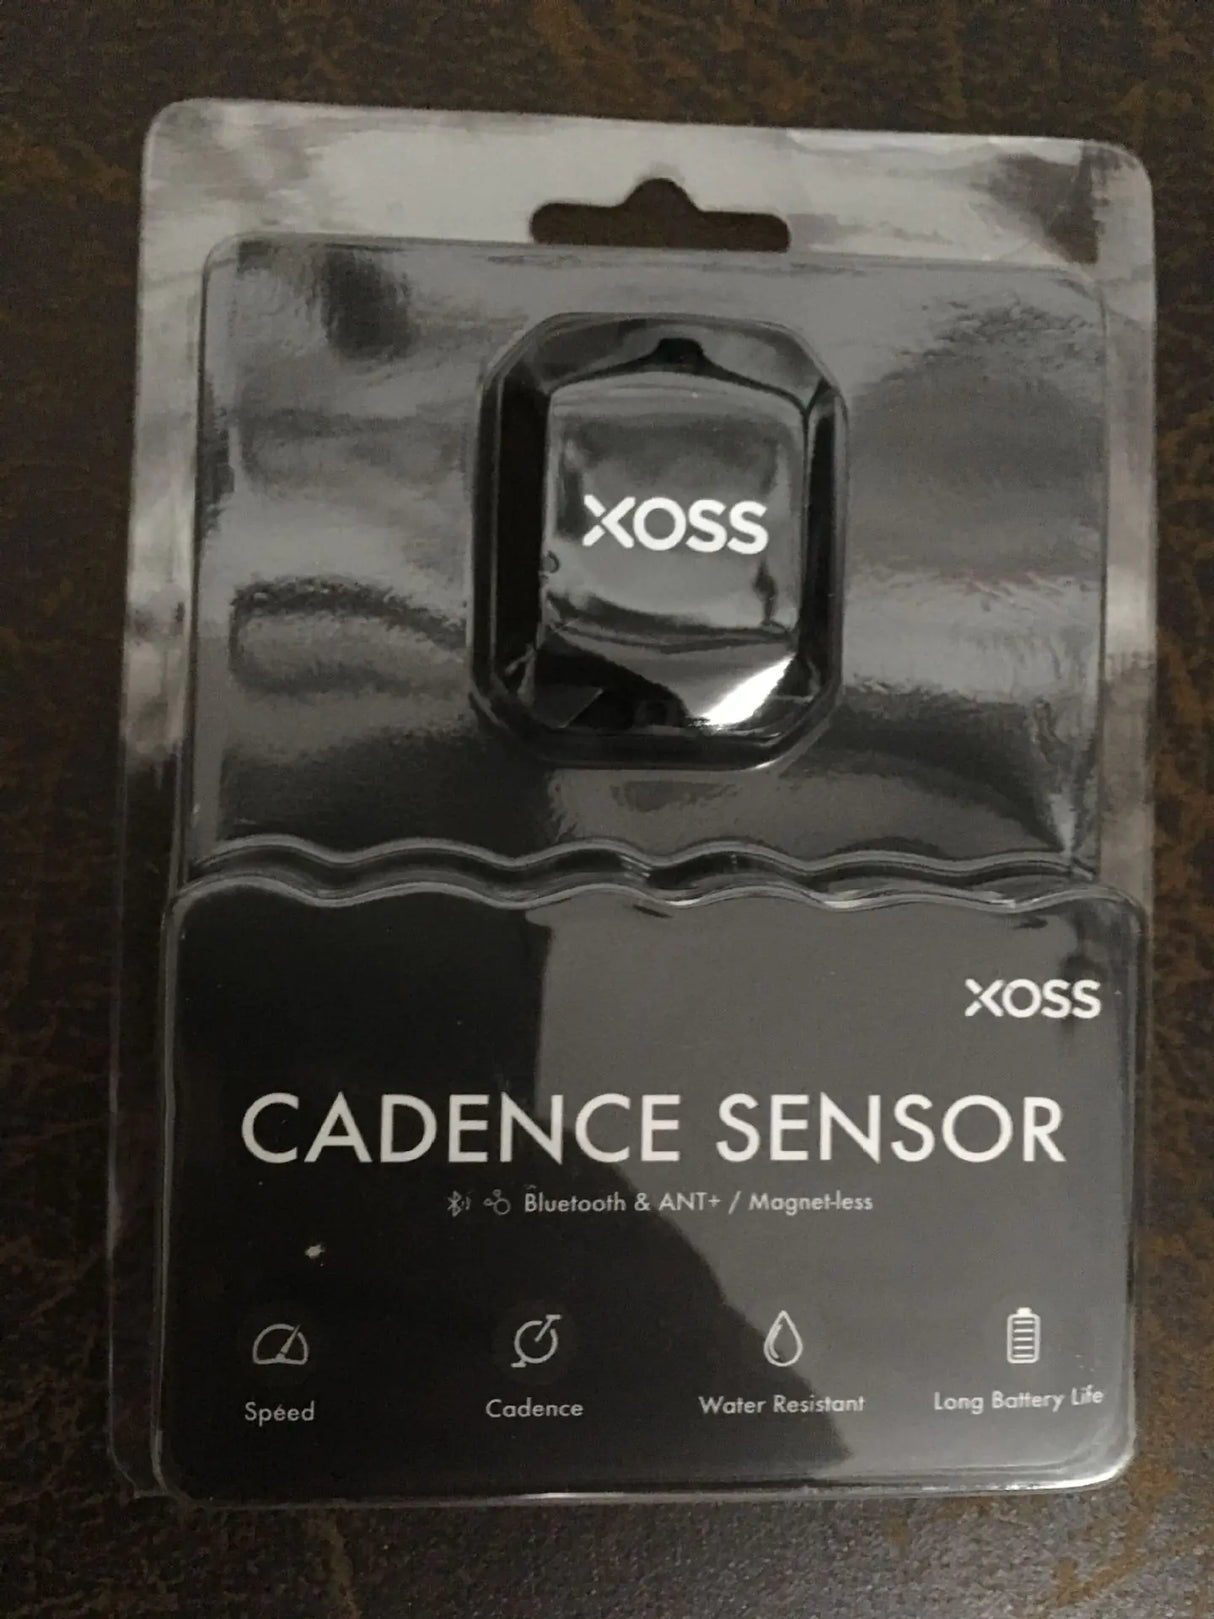 XOSS
XOSS
CADENCE SENSOR
Bluetooth & ANT+ / Magnet-less
Speed
Cadence
Water Resistant
Long Battery Life